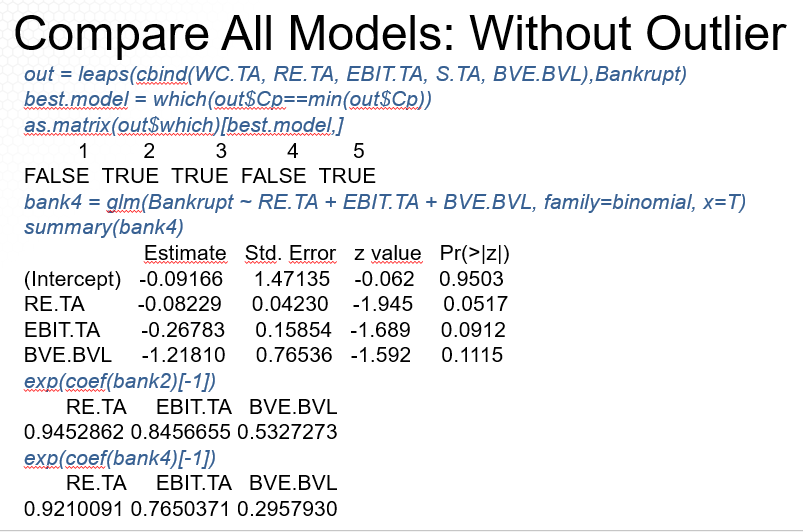 Compare All Models: Without Outlier
out = leaps(cbind(WC.TA, RE.TA, EBIT.TA, S.TA, BVE.BVL),Bankrupt)
best.model = which(out$Cp==min(out$Cp))
as.matrix(out$which)[best.model,]
1 2 3 4 5
FALSE TRUE TRUE FALSE TRUE
bank4 = glm(Bankrupt ~ RE.TA + EBIT.TA + BVE.BVL, family=binomial, x=T)
summary(bank4)
Estimate Std. Error z value Pr(>|z|)
(Intercept) -0.09166 1.47135 -0.062 0.9503
RE.TA -0.08229 0.04230 -1.945 0.0517
EBIT.TA -0.26783 0.15854 -1.689 0.0912
BVE.BVL -1.21810 0.76536 -1.592 0.1115
exp(coef(bank2)[-1])
RE.TA EBIT.TA BVE.BVL
0.9452862 0.8456655 0.5327273
exp(coef(bank4)[-1])
RE.TA EBIT.TA BVE.BVL
0.9210091 0.7650371 0.2957930